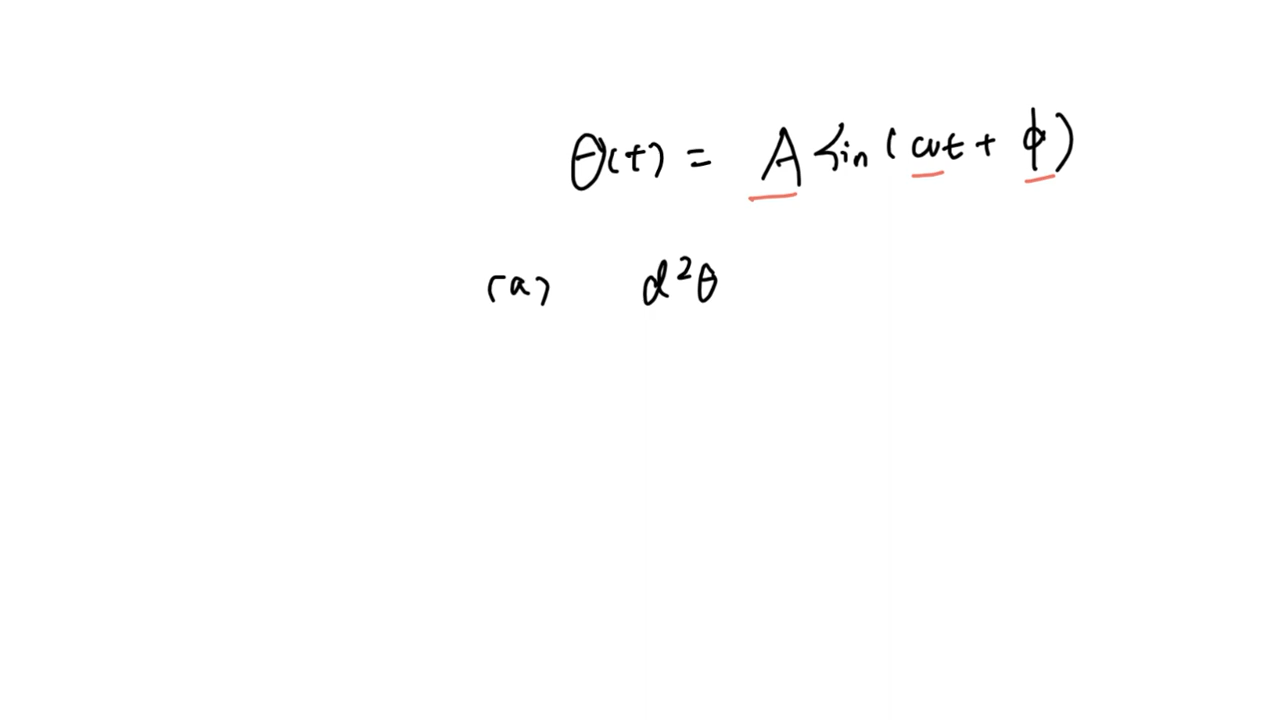 θ(t) = A sin(ωt + φ)
(a) d²θ